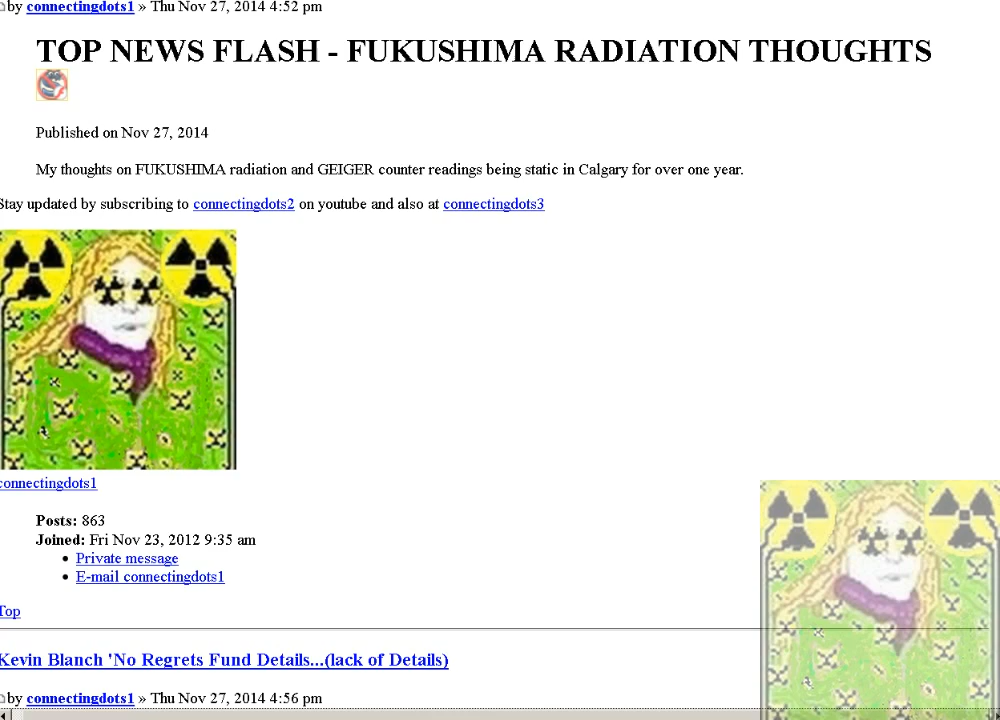 by connectingdots1 » Thu Nov 27, 2014 4:52 pm
TOP NEWS FLASH - FUKUSHIMA RADIATION THOUGHTS
Published on Nov 27, 2014
My thoughts on FUKUSHIMA radiation and GEIGER counter readings being static in Calgary for over one year.
Stay updated by subscribing to connectingdots2 on youtube and also at connectingdots3
connectingdots1
Posts: 863
Joined: Fri Nov 23, 2012 9:35 am
Private message
E-mail connectingdots1
Top
Kevin Blanch 'No Regrets Fund Details...(lack of Details)
by connectingdots1 » Thu Nov 27, 2014 4:56 pm